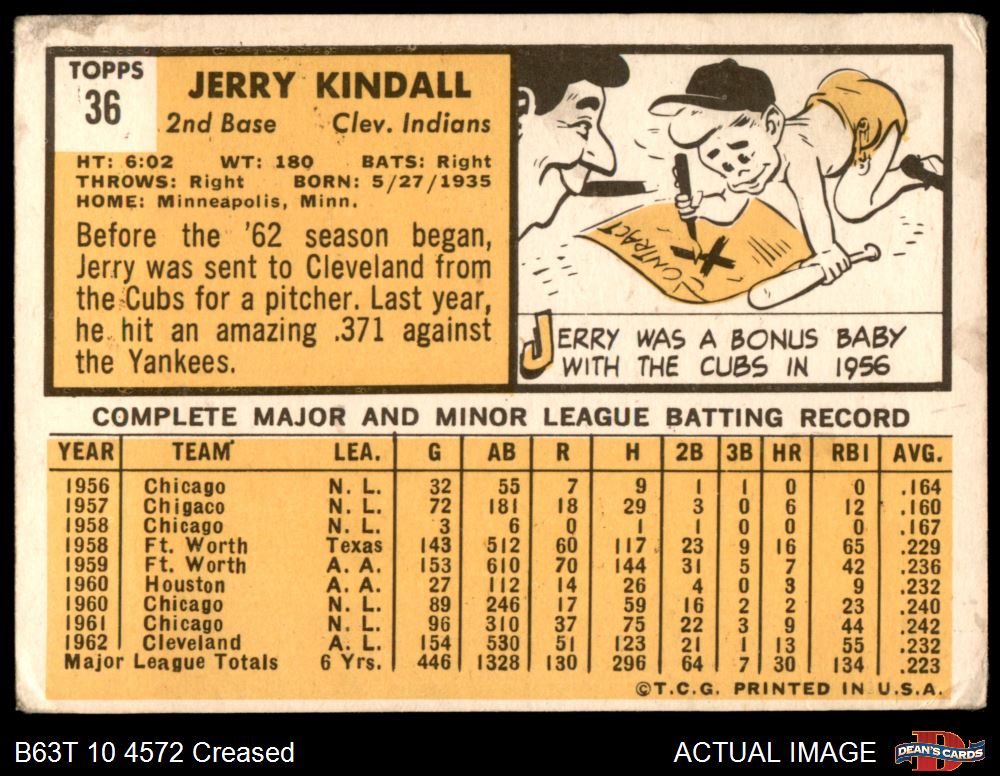 TOPPS
36
JERRY KINDALL
2nd Base Clev. Indians
HT: 6:02 WT: 180 BATS: Right
THROWS: Right BORN: 5/27/1935
HOME: Minneapolis, Minn.
Before the '62 season began,
Jerry was sent to Cleveland from
the Cubs for a pitcher. Last year,
he hit an amazing .371 against
the Yankees.
CONTRACT
X
JERRY WAS A BONUS BABY
WITH THE CUBS IN 1956
COMPLETE MAJOR AND MINOR LEAGUE BATTING RECORD
YEAR TEAM LEA. G AB R H 2B 3B HR RBI AVG.
1956 Chicago N. L. 32 55 7 9 1 1 0 0 .164
1957 Chigaco N. L. 72 181 18 29 3 0 6 12 .160
1958 Chicago N. L. 3 6 0 1 1 0 0 0 .167
1958 Ft. Worth Texas 143 512 60 117 23 9 16 65 .229
1959 Ft. Worth A. A. 153 610 70 144 31 5 7 42 .236
1960 Houston A. A. 27 112 14 26 4 0 3 9 .232
1960 Chicago N. L. 89 246 17 59 16 2 2 23 .240
1961 Chicago N. L. 96 310 37 75 22 3 9 44 .242
1962 Cleveland A. L. 154 530 51 123 21 1 13 55 .232
Major League Totals 6 Yrs. 446 1328 130 296 64 7 30 134 .223
©T.C.G. PRINTED IN U.S.A.
B63T 10 4572 Creased ACTUAL IMAGE
D
DEAN'S CARDS